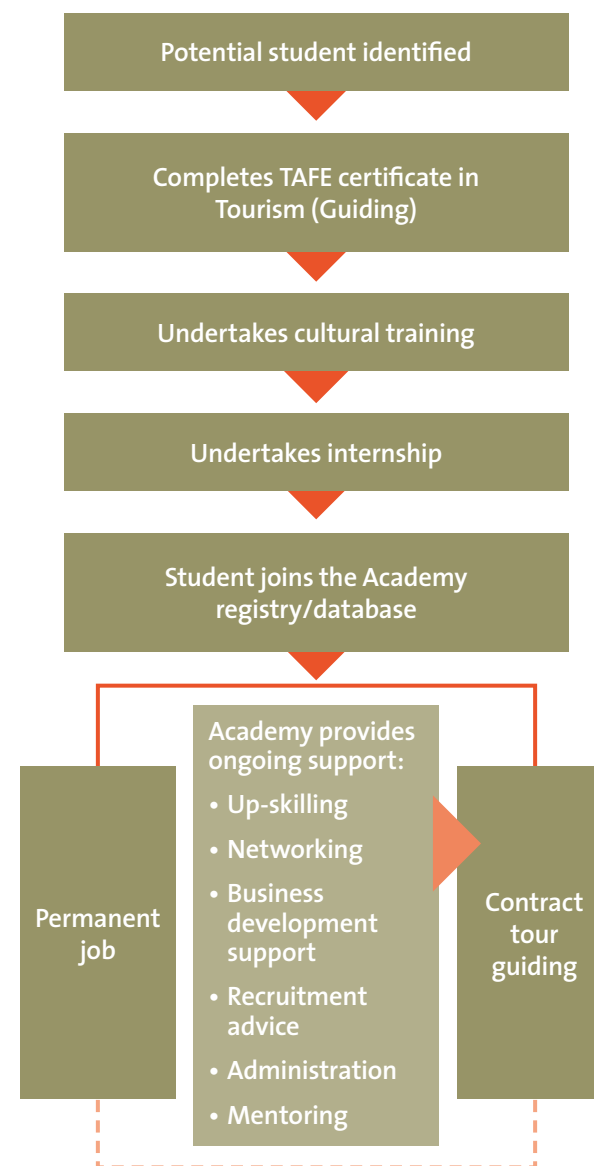 Potential student identified
Completes TAFE certificate in
Tourism (Guiding)
Undertakes cultural training
Undertakes internship
Student joins the Academy
registry/database
Permanent
job
Academy provides
ongoing support:
• Up-skilling
• Networking
• Business
development
support
• Recruitment
advice
• Administration
• Mentoring
Contract
tour
guiding